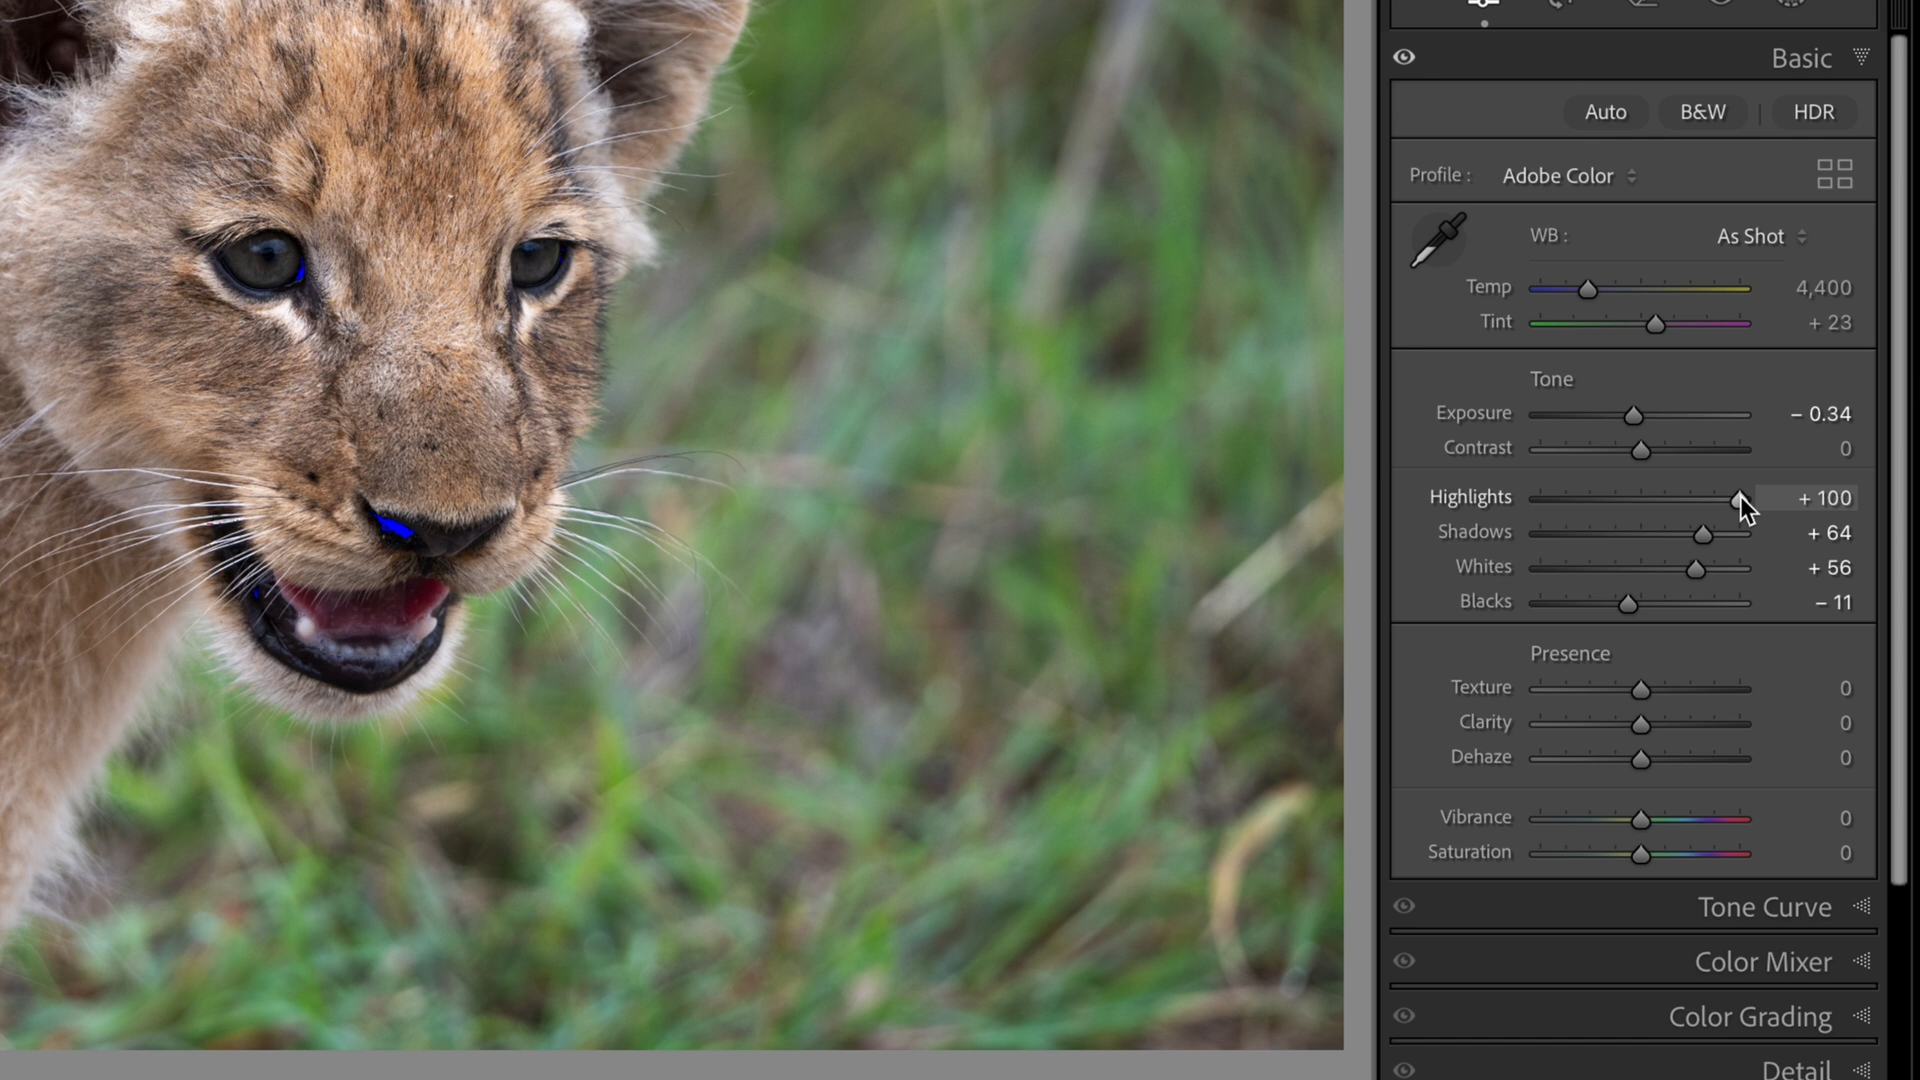 Basic
Auto B&W | HDR
Profile : Adobe Color
WB : As Shot
Temp 4,400
Tint + 23
Tone
Exposure – 0.34
Contrast 0
Highlights + 100
Shadows + 64
Whites + 56
Blacks – 11
Presence
Texture 0
Clarity 0
Dehaze 0
Vibrance 0
Saturation 0
Tone Curve
Color Mixer
Color Grading
Detail